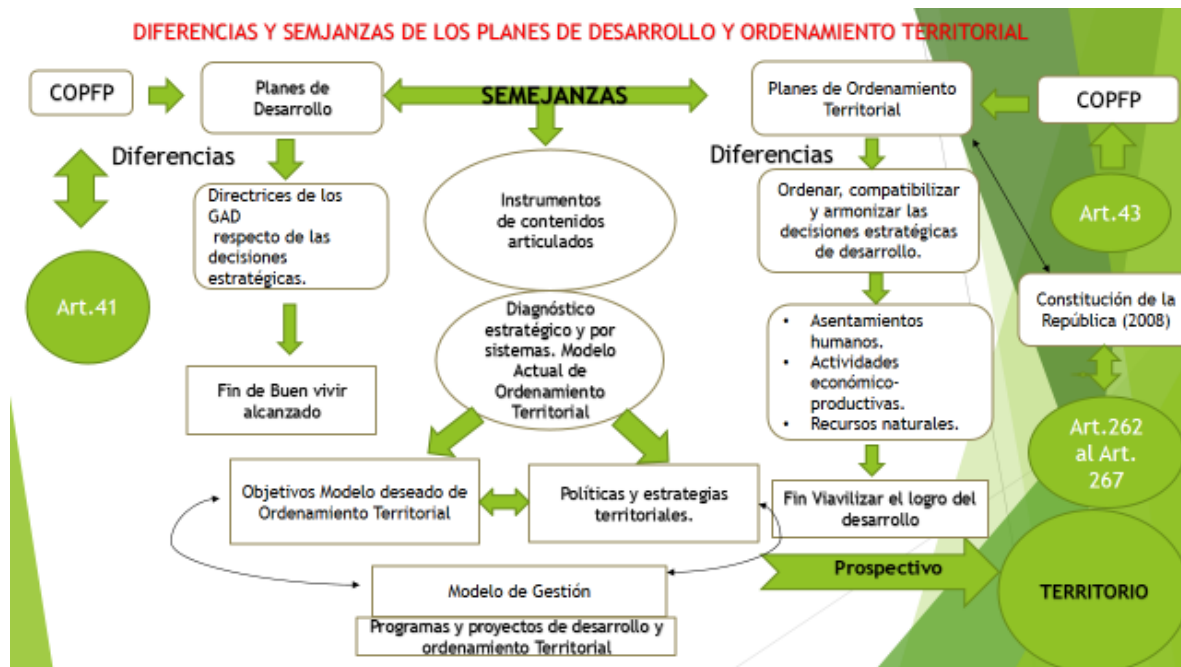 DIFERENCIAS Y SEMJANZAS DE LOS PLANES DE DESARROLLO Y ORDENAMIENTO TERRITORIAL
COPFP
Planes de
Desarrollo
SEMEJANZAS
Planes de Ordenamiento
Territorial
COPFP
Diferencias
Diferencias
Directrices de los
GAD
respecto de las
decisiones
estratégicas.
Instrumentos
de contenidos
articulados
Ordenar, compatibilizar
y armonizar las
decisiones estratégicas
de desarrollo.
Art.43
Art.41
Constitución de la
República (2008)
Diagnóstico
estratégico y por
sistemas. Modelo
Actual de
Ordenamiento
Territorial
• Asentamientos
humanos.
• Actividades
económico-
productivas.
• Recursos naturales.
Fin de Buen vivir
alcanzado
Art.262
al Art.
267
Objetivos Modelo deseado de
Ordenamiento Territorial
Políticas y estrategias
territoriales.
Fin Viavilizar el logro del
desarrollo
Prospectivo
TERRITORIO
Modelo de Gestión
Programas y proyectos de desarrollo y
ordenamiento Territorial